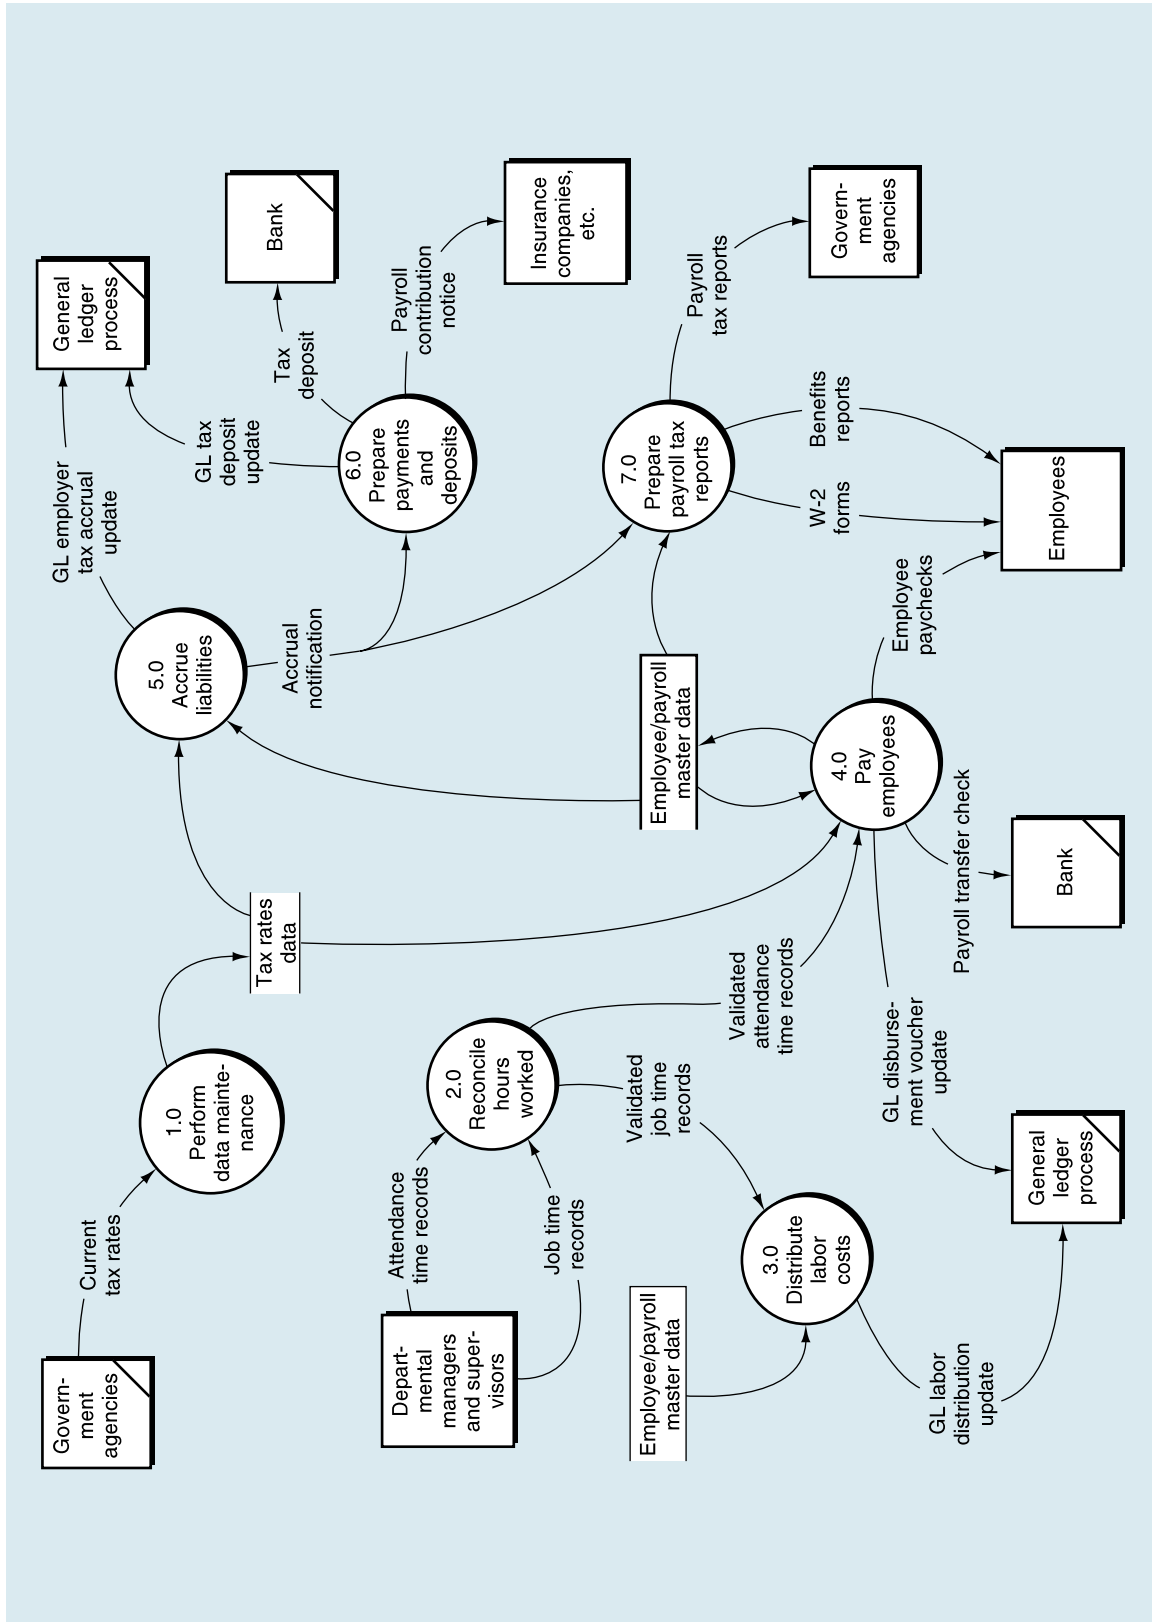 Govern-
ment
agencies
Current
tax rates
1.0
Perform
data mainte-
nance
Tax rates
data
5.0
Accrue
liabilities
GL employer
tax accrual
update
General
ledger
process
GL tax
deposit
update
Tax
deposit
Bank
6.0
Prepare
payments
and
deposits
Payroll
contribution
notice
Insurance
companies,
etc.
Accrual
notification
Depart-
mental
managers
and super-
visors
Attendance
time records
Job time
records
2.0
Reconcile
hours
worked
Validated
attendance
time records
Validated
job time
records
Employee/payroll
master data
7.0
Prepare
payroll tax
reports
Payroll
tax reports
Govern-
ment
agencies
Benefits
reports
W-2
forms
Employee/payroll
master data
3.0
Distribute
labor
costs
4.0
Pay
employees
Employee
paychecks
Employees
GL labor
distribution
update
GL disburse-
ment voucher
update
Payroll transfer check
General
ledger
process
Bank